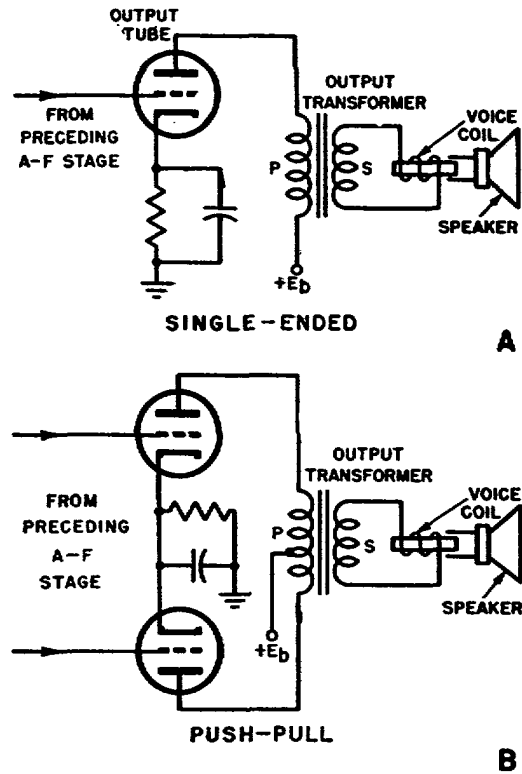 OUTPUT
TUBE
FROM
PRECEDING
A-F STAGE
OUTPUT
TRANSFORMER
P
S
VOICE
COIL
SPEAKER
+Eb
SINGLE-ENDED
A
FROM
PRECEDING
A-F
STAGE
OUTPUT
TRANSFORMER
P
S
VOICE
COIL
SPEAKER
+Eb
PUSH-PULL
B